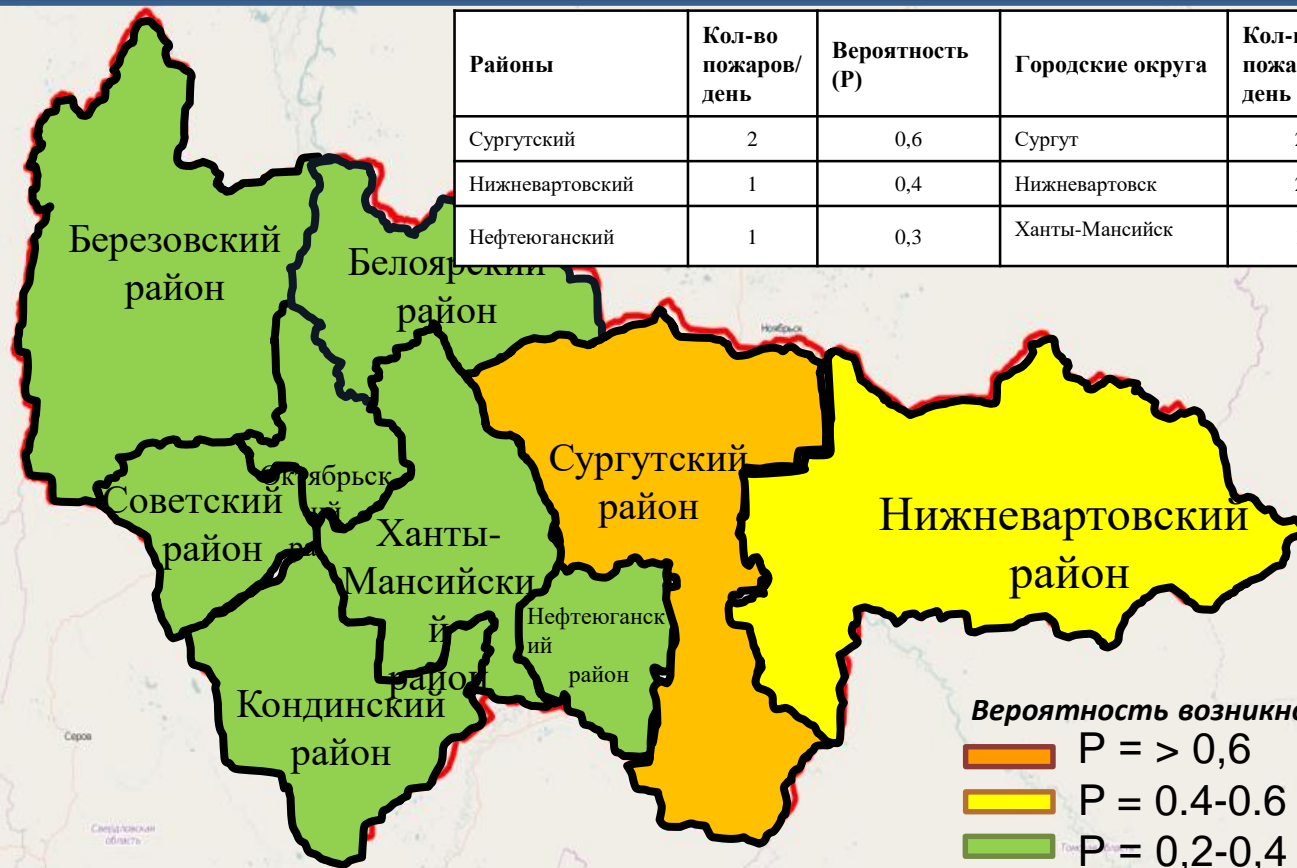 Районы
Кол-во
пожаров/
день
Вероятность
(P)
Городские округа
день
Сургутский
2
0,6
Сургут
Нижневартовский
1
0,4
Нижневартовск
Нефтеюганский
1
0,3
Ханты-Мансийск
Березовский
район
Белоярский
район
Ноябрьск
Сургутский
район
Нижневартовский
район
Советский
район
Ханты-
Мансийски
й
район
Нефтеюганск
ий
район
Кондинский
район
Серов
Свердловская
область
Вероятность
P = > 0,6
P = 0.4-0.6
P = 0,2-0,4